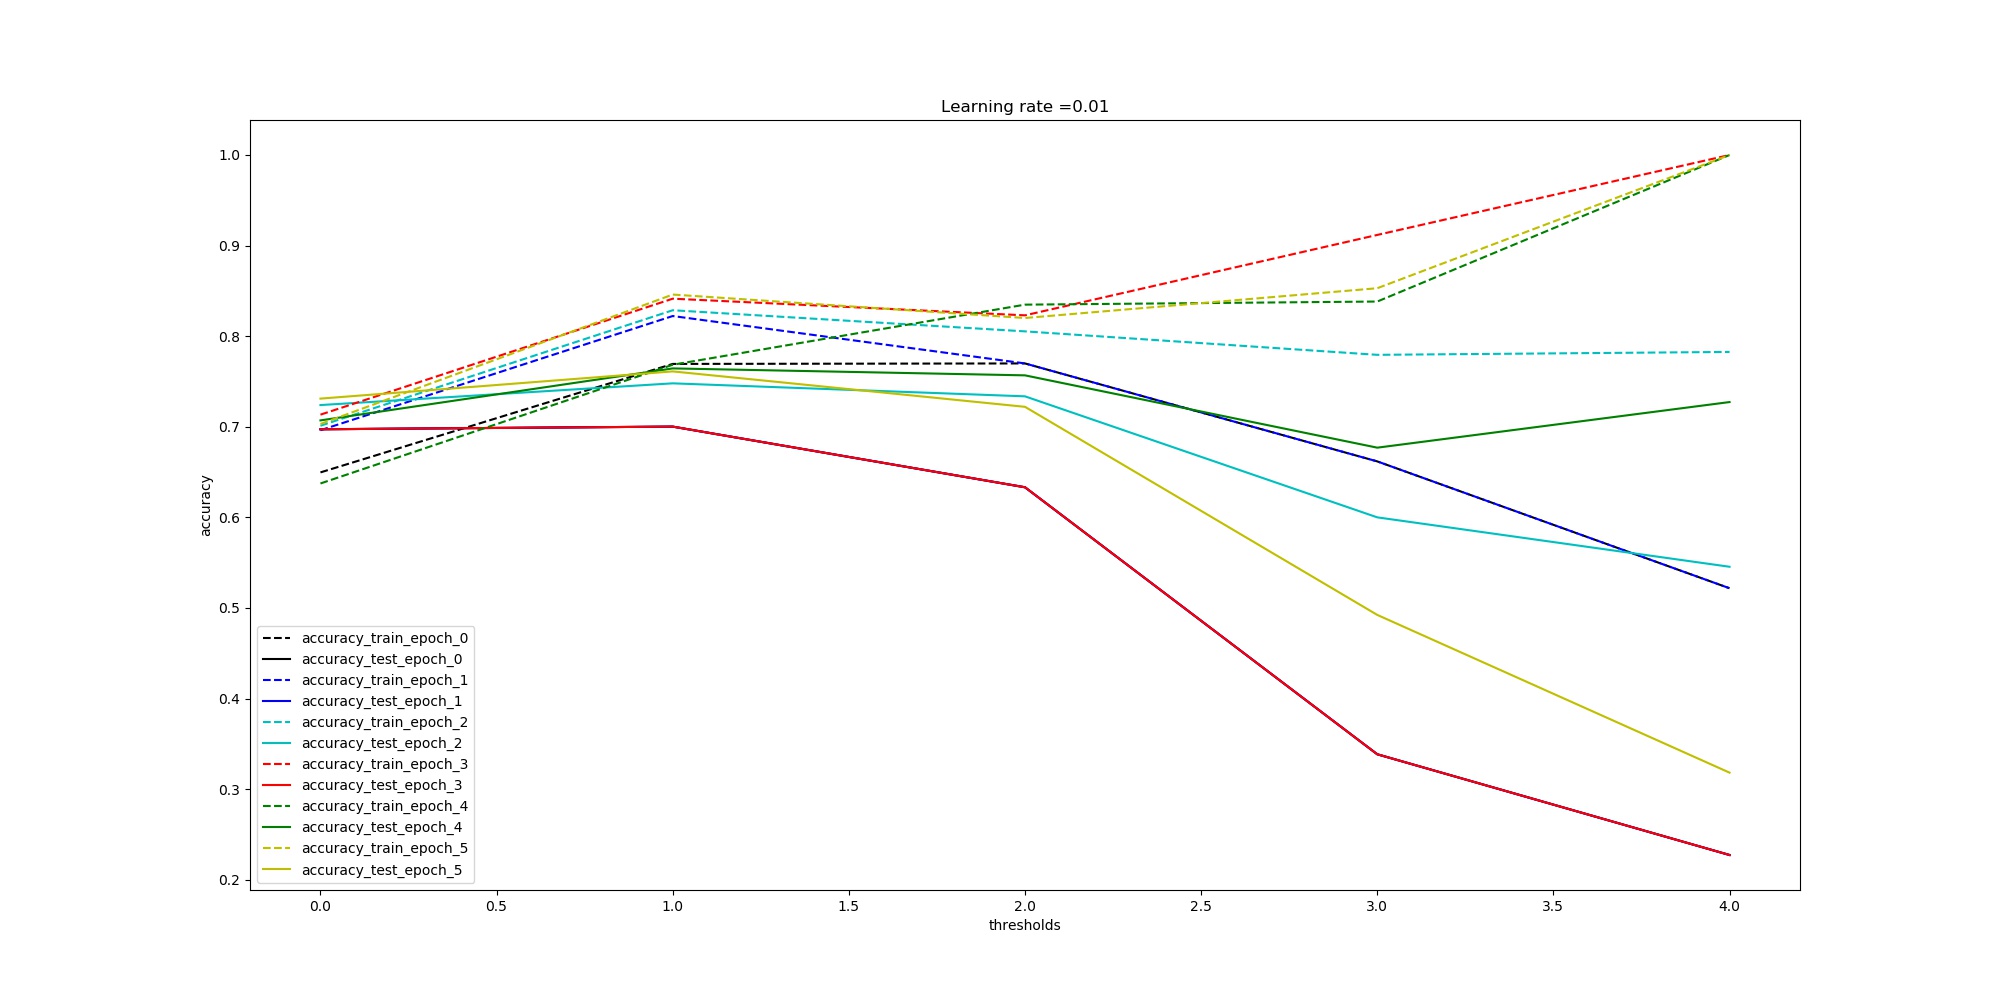 Learning rate =0.01
1.0
0.9
0.8
0.7
0.6
0.5
0.4
0.3
0.2
accuracy
accuracy_train_epoch_0
accuracy_test_epoch_0
accuracy_train_epoch_1
accuracy_test_epoch_1
accuracy_train_epoch_2
accuracy_test_epoch_2
accuracy_train_epoch_3
accuracy_test_epoch_3
accuracy_train_epoch_4
accuracy_test_epoch_4
accuracy_train_epoch_5
accuracy_test_epoch_5
0.0 0.5 1.0 1.5 2.0 2.5 3.0 3.5 4.0
thresholds